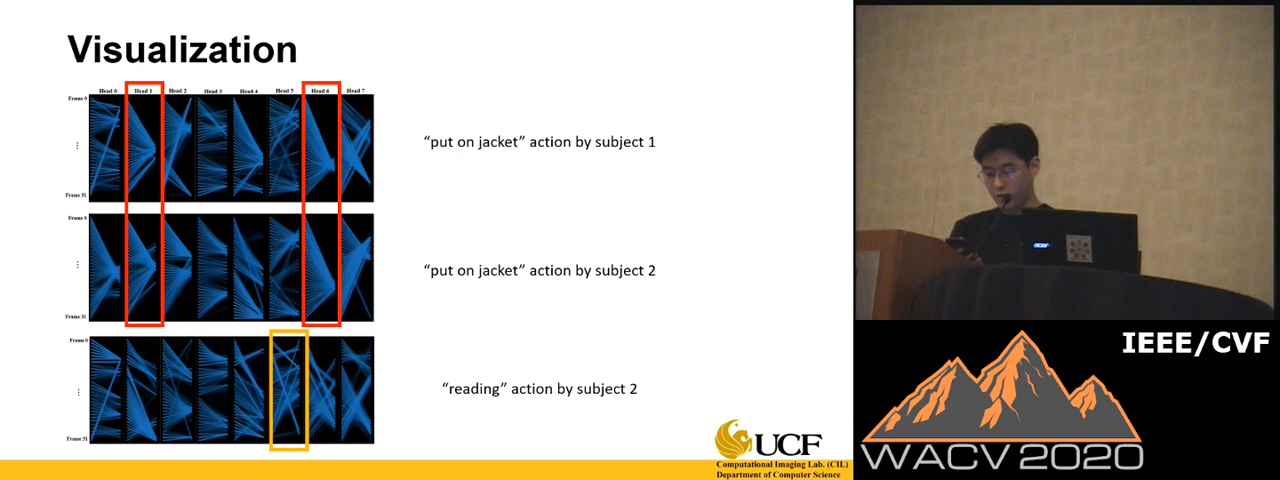 Visualization
Head 0 Head 1 Head 2 Head 3 Head 4 Head 5 Head 6 Head 7
Frame 0
⋮
Frame 31
"put on jacket" action by subject 1
Frame 0
⋮
Frame 31
"put on jacket" action by subject 2
Frame 0
⋮
Frame 31
"reading" action by subject 2
UCF
Computational Imaging Lab. (CIL)
Department of Computer Science
IEEE/CVF
WACV 2020